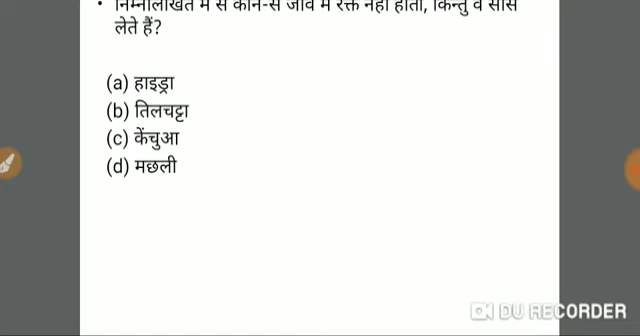 • निम्नलिखित में से कौन-से जीव में रक्त नहीं होता, किन्तु वे साँस
लेते हैं?
(a) हाइड्रा
(b) तिलचट्टा
(c) केंचुआ
(d) मछली
DU RECORDER